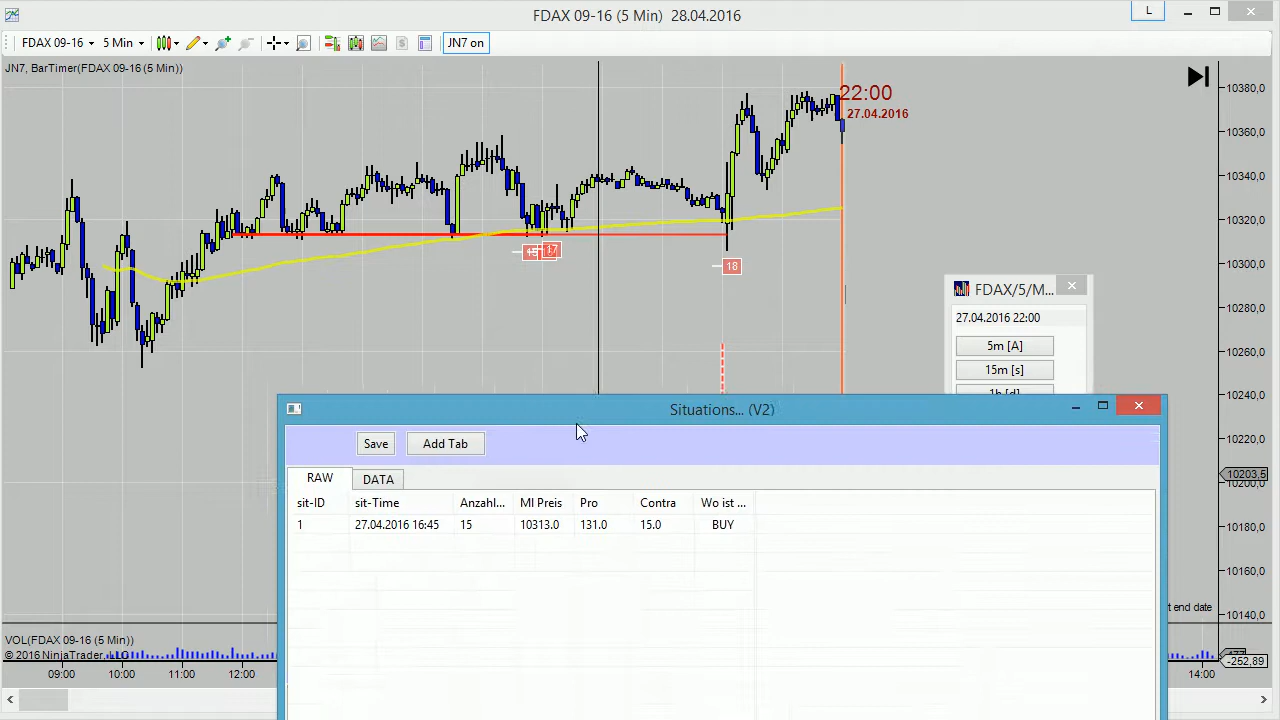 FDAX 09-16 (5 Min)  28.04.2016
L
FDAX 09-16
5 Min
JN7 on
JN7, BarTimer(FDAX 09-16 (5 Min))
22:00
27.04.2016
10380,0
10360,0
10340,0
10320,0
10300,0
10280,0
10260,0
10240,0
10220,0
10203,5
10200,0
10180,0
10160,0
10140,0
15
17
18
FDAX/5/M...
27.04.2016 22:00
5m [A]
15m [s]
1h [d]
Situations... (V2)
Save
Add Tab
RAW
DATA
sit-ID sit-Time Anzahl... MI Preis Pro Contra Wo ist ...
1 27.04.2016 16:45 15 10313.0 131.0 15.0 BUY
t end date
VOL(FDAX 09-16 (5 Min))
© 2016 NinjaTrader, LLC
-252,89
09:00
10:00
11:00
12:00
14:00